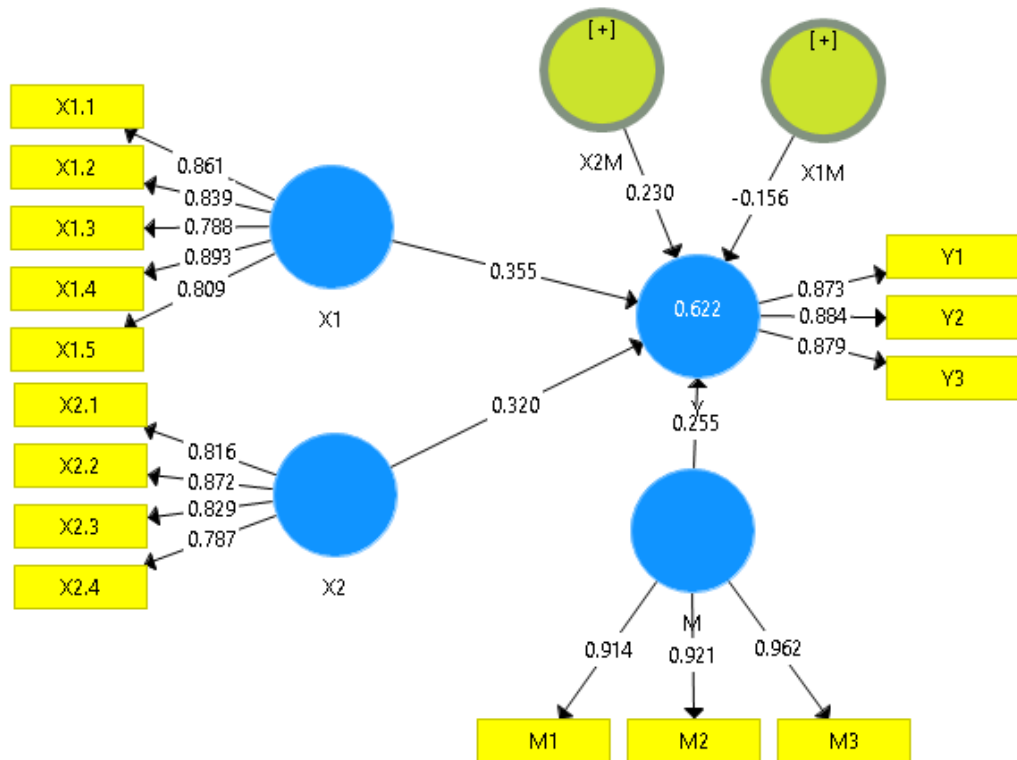 [+]
[+]
X2M
X1M
0.230
-0.156
X1.1
X1.2
X1.3
X1.4
X1.5
0.861
0.839
0.788
0.893
0.809
X1
0.355
X2.1
X2.2
X2.3
X2.4
0.816
0.872
0.829
0.787
X2
0.320
0.622
Y
0.873
0.884
0.879
Y1
Y2
Y3
0.255
M
0.914
0.921
0.962
M1
M2
M3